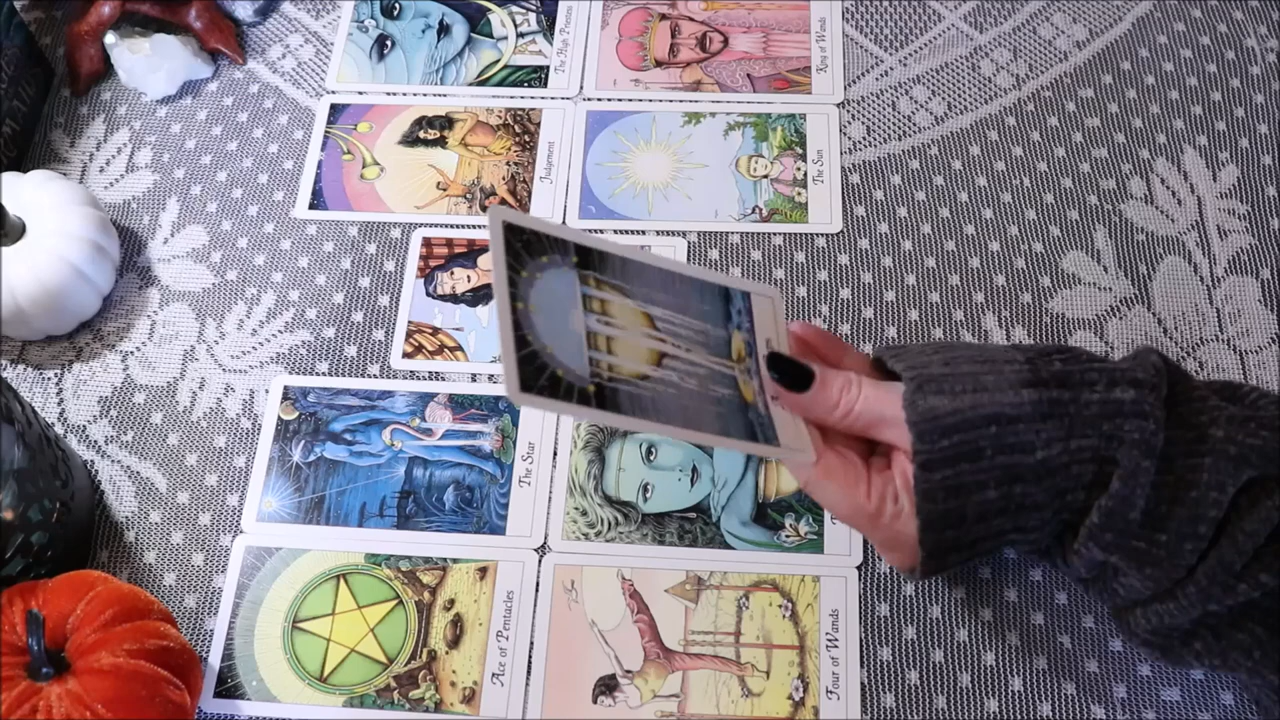 The High Priestess
King of Wands
Judgement
The Sun
The Star
Ace of Pentacles
Four of Wands